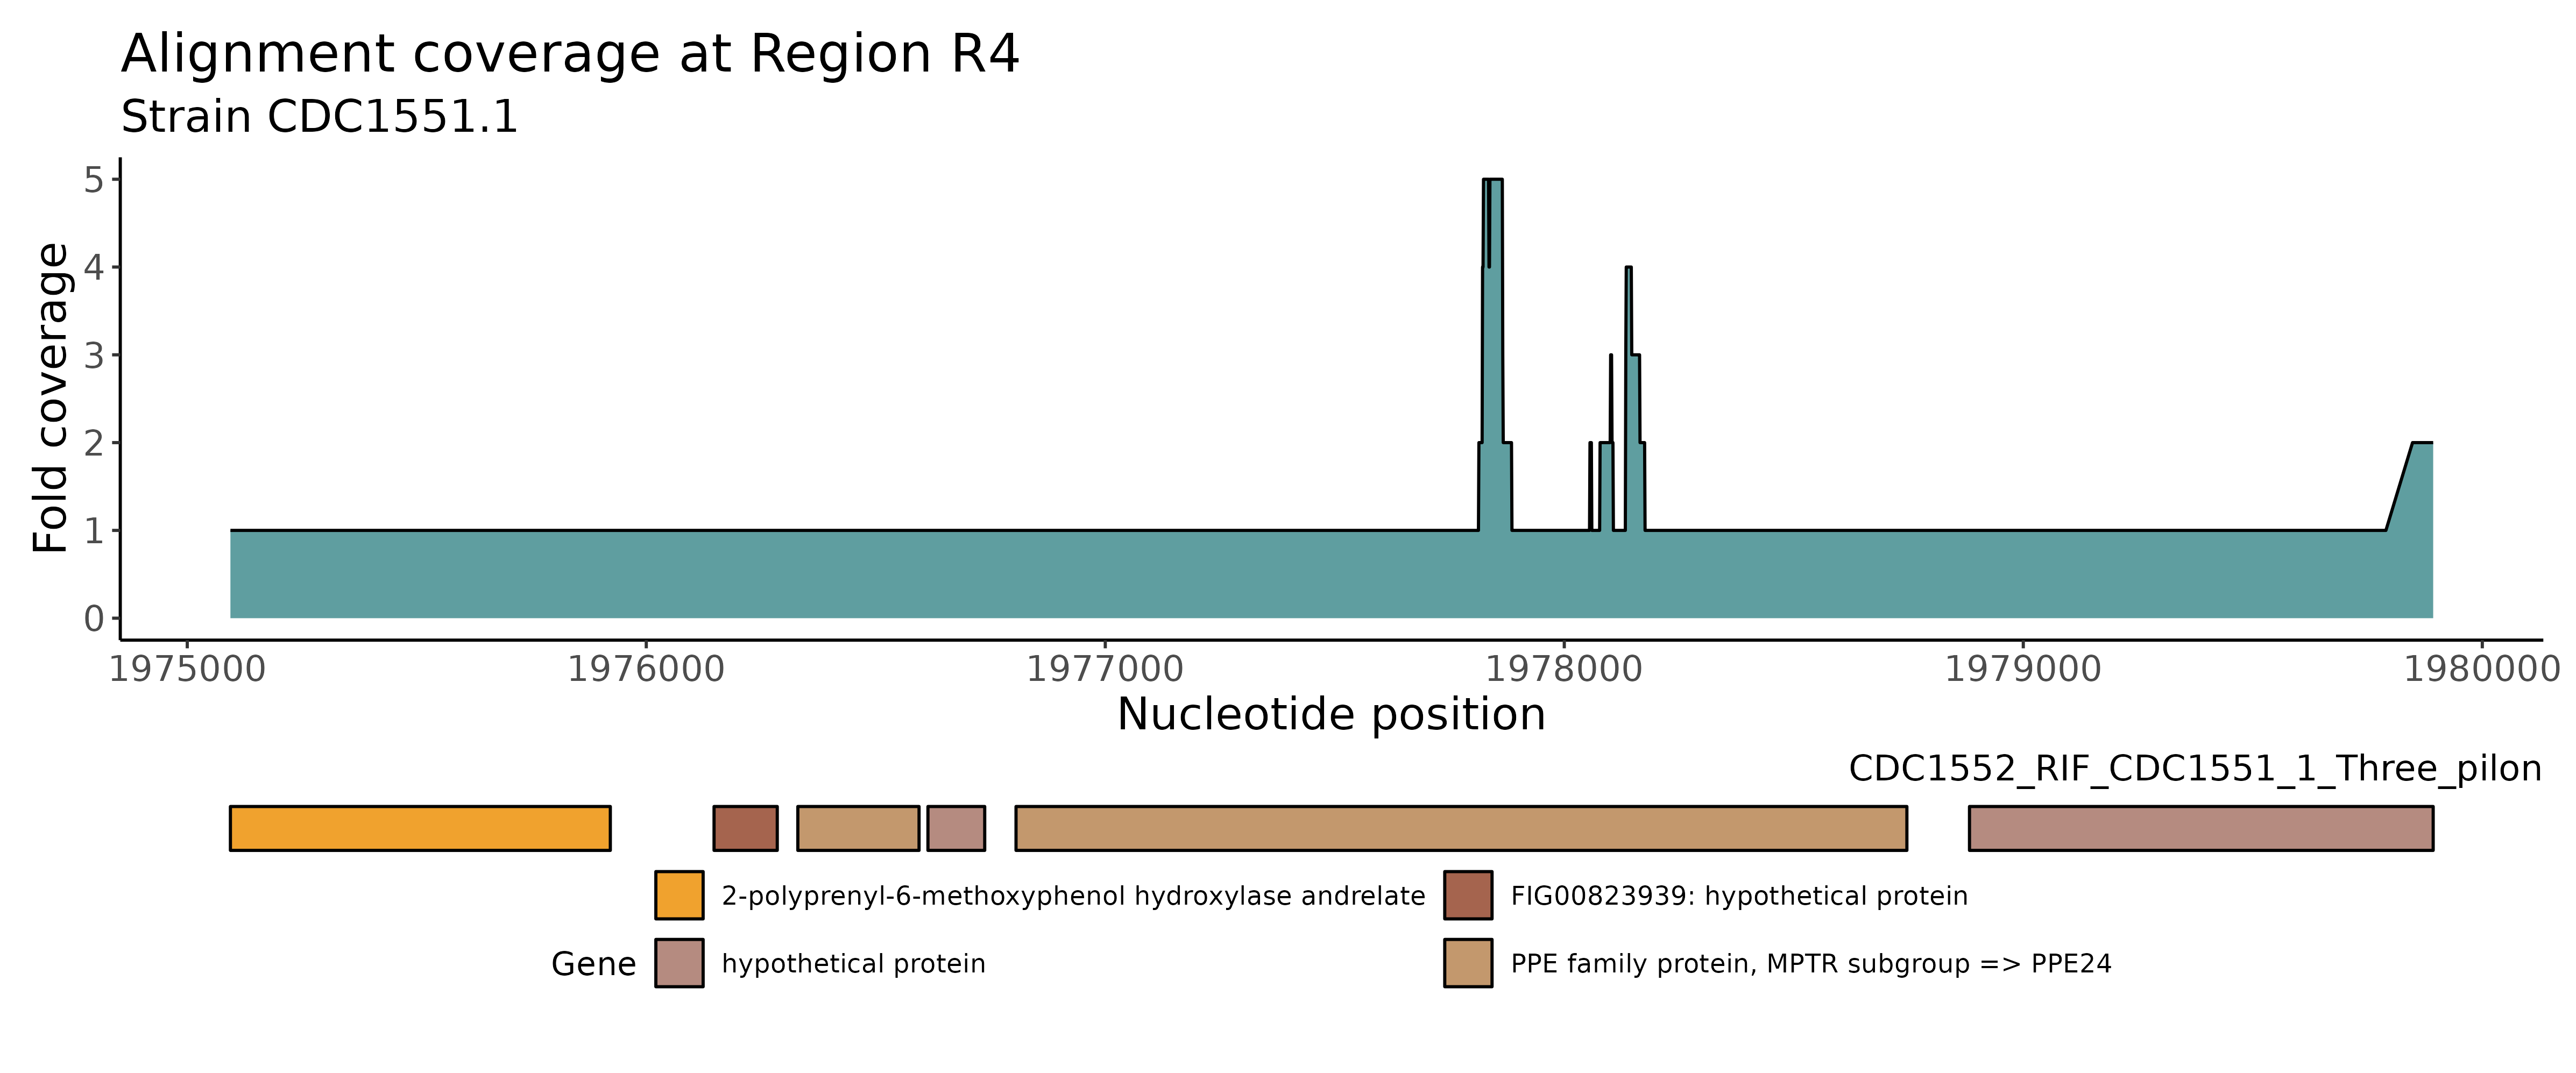 Alignment coverage at Region R4
Strain CDC1551.1
Fold coverage
5
4
3
2
1
0
1975000 1976000 1977000 1978000 1979000 1980000
Nucleotide position
CDC1552_RIF_CDC1551_1_Three_pilon
Gene
2-polyprenyl-6-methoxyphenol hydroxylase andrelate
FIG00823939: hypothetical protein
hypothetical protein
PPE family protein, MPTR subgroup => PPE24